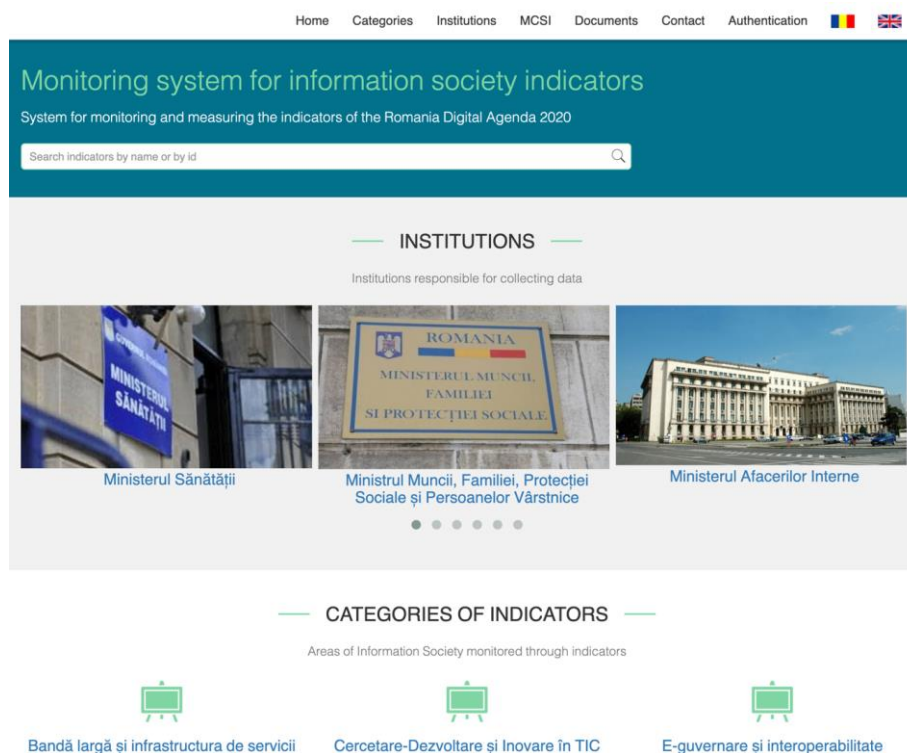 Home Categories Institutions MCSI Documents Contact Authentication
Monitoring system for information society indicators
System for monitoring and measuring the indicators of the Romania Digital Agenda 2020
Search indicators by name or by id
INSTITUTIONS
Institutions responsible for collecting data
GUVERNUL ROMÂNIEI
MINISTERUL
SĂNĂTĂȚII
ROMANIA
MINISTERUL MUNCII,
FAMILIEI
SI PROTECȚIEI SOCIALE
Ministerul Sănătății
Ministrul Muncii, Familiei, Protecției
Sociale și Persoanelor Vârstnice
Ministerul Afacerilor Interne
CATEGORIES OF INDICATORS
Areas of Information Society monitored through indicators
Bandă largă și infrastructura de servicii
Cercetare-Dezvoltare și Inovare în TIC
E-guvernare și interoperabilitate